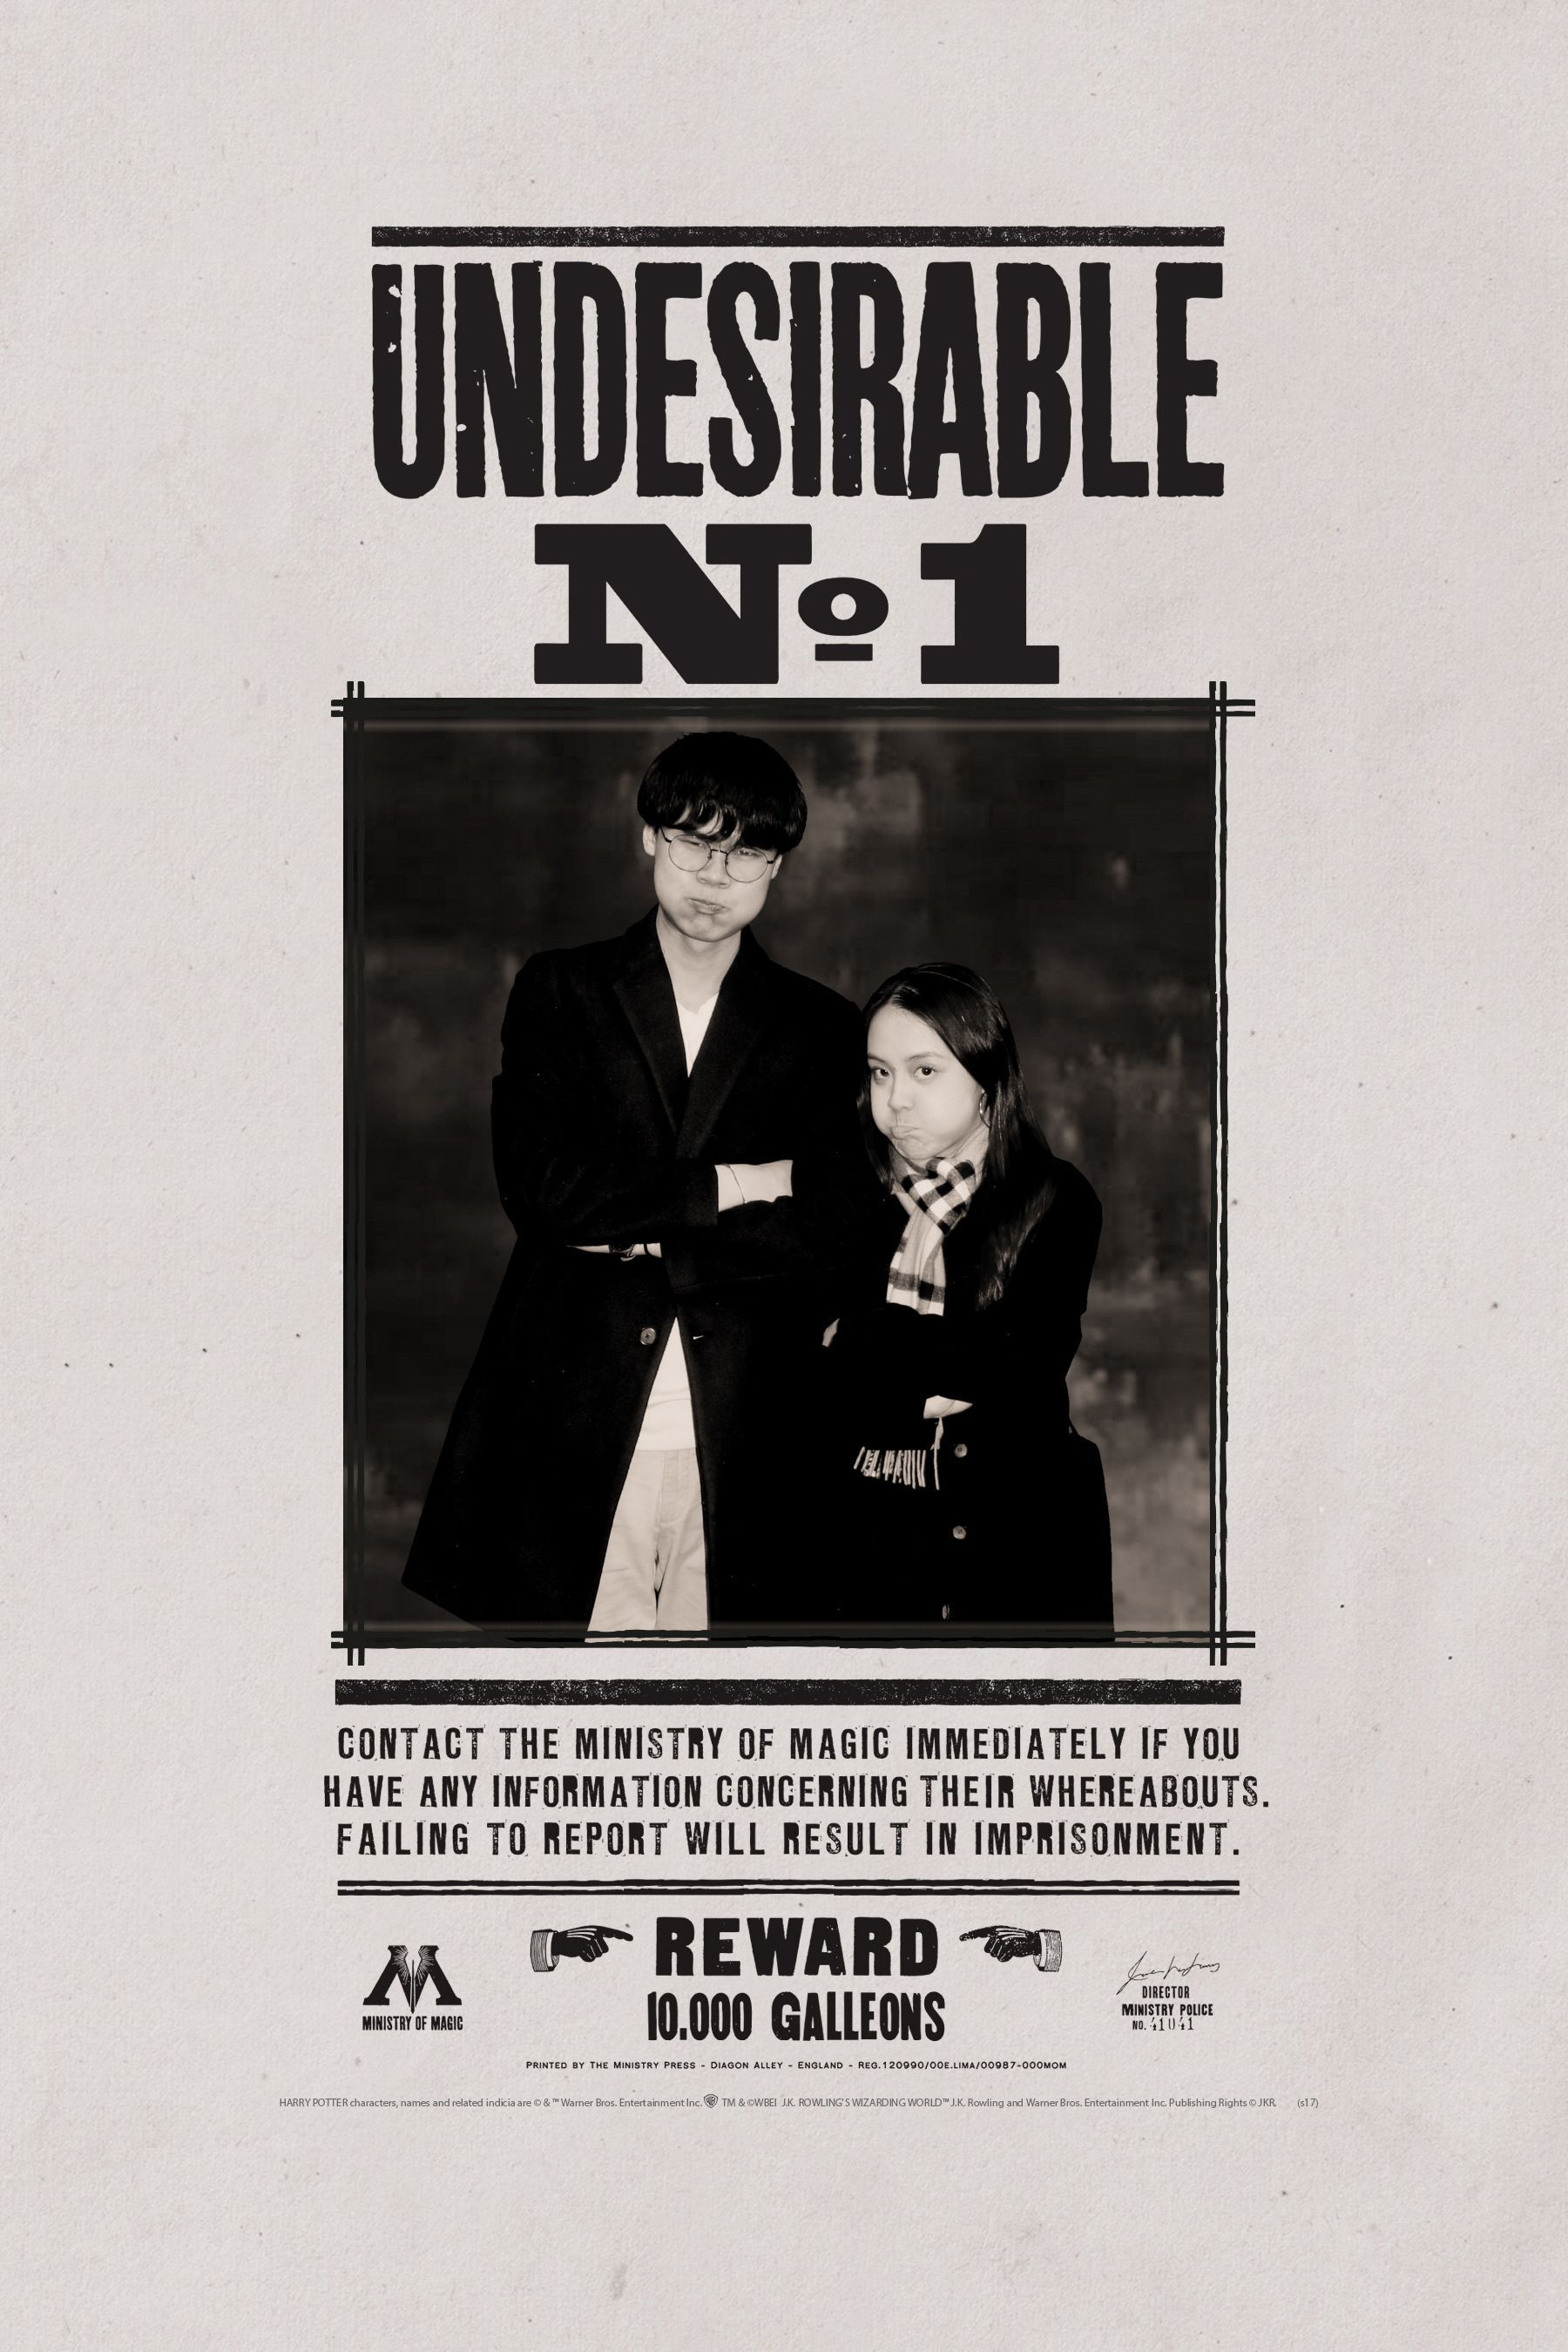 UNDESIRABLE
Nº1
CONTACT THE MINISTRY OF MAGIC IMMEDIATELY IF YOU
HAVE ANY INFORMATION CONCERNING THEIR WHEREABOUTS.
FAILING TO REPORT WILL RESULT IN IMPRISONMENT.
REWARD
10.000 GALLEONS
MINISTRY OF MAGIC
DIRECTOR
MINISTRY POLICE
NO. 41041
PRINTED BY THE MINISTRY PRESS - DIAGON ALLEY - ENGLAND - REG.120990/00E.LIMA/00987-000MOM
HARRY POTTER characters, names and related indicia are © & ™ Warner Bros. Entertainment Inc. WB TM & ©WBEI J.K. ROWLING'S WIZARDING WORLD™ J.K. Rowling and Warner Bros. Entertainment Inc. Publishing Rights © JKR. (s17)